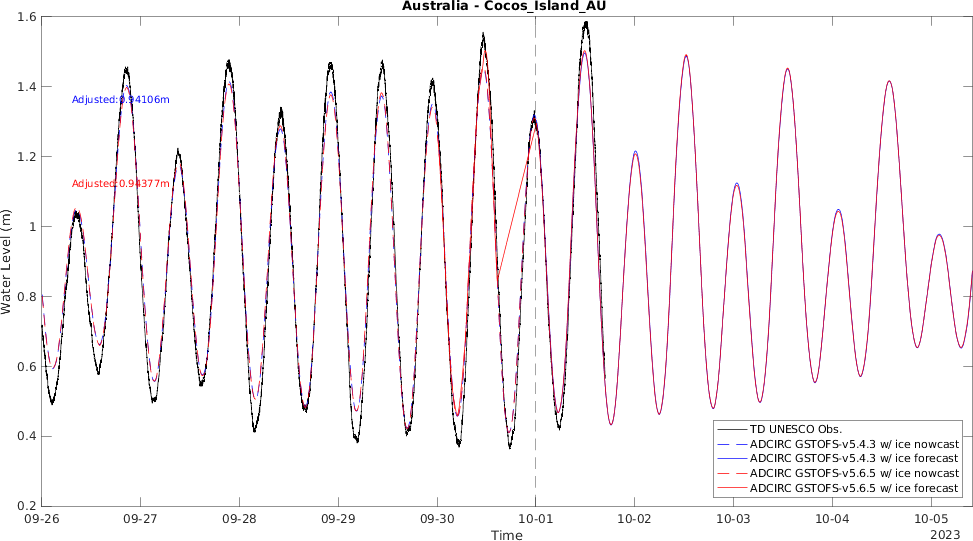 Australia - Cocos_Island_AU
1.6
1.4
1.2
1
0.8
0.6
0.4
0.2
Water Level (m)
Adjusted:0.94106m
Adjusted:0.94377m
TD UNESCO Obs.
ADCIRC GSTOFS-v5.4.3 w/ ice nowcast
ADCIRC GSTOFS-v5.4.3 w/ ice forecast
ADCIRC GSTOFS-v5.6.5 w/ ice nowcast
ADCIRC GSTOFS-v5.6.5 w/ ice forecast
09-26 09-27 09-28 09-29 09-30 10-01 10-02 10-03 10-04 10-05
Time
2023